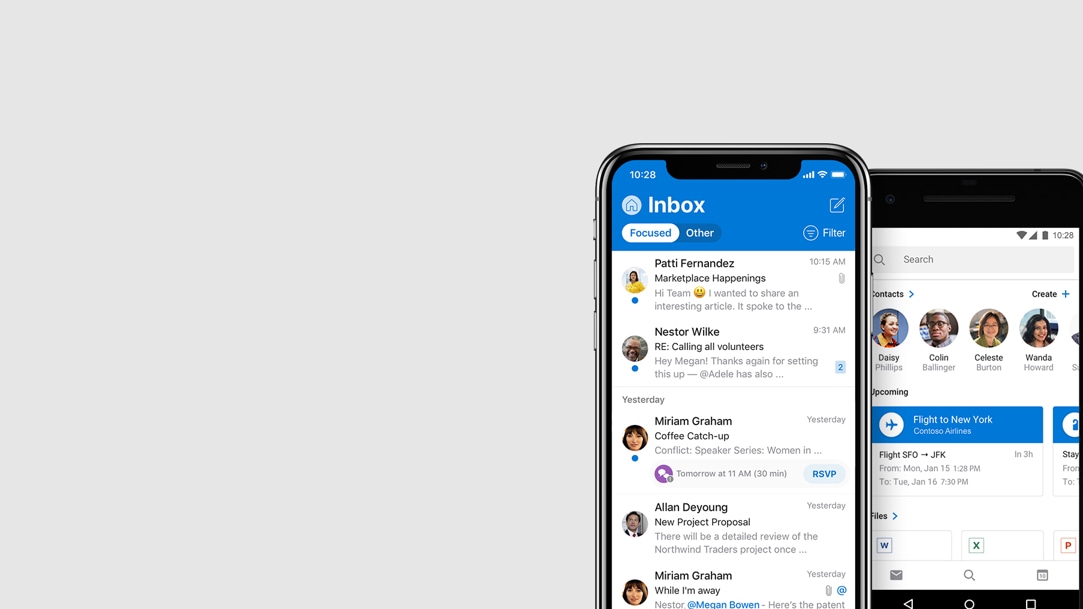 10:28
Inbox
Focused
Other
Filter
Patti Fernandez
10:15 AM
Marketplace Happenings
Hi Team 😃 I wanted to share an
interesting article. It spoke to the ...
Nestor Wilke
9:31 AM
RE: Calling all volunteers
Hey Megan! Thanks again for setting
this up — @Adele has also ...
2
Yesterday
Miriam Graham
Yesterday
Coffee Catch-up
Conflict: Speaker Series: Women in ...
Tomorrow at 11 AM (30 min)
RSVP
Allan Deyoung
Yesterday
New Project Proposal
There will be a detailed review of the
Northwind Traders project once ...
Miriam Graham
Yesterday
While I'm away
@
Nestor @Megan Bowen - Here's the patent
10:28
Search
Contacts
Create +
Daisy
Phillips
Colin
Ballinger
Celeste
Burton
Wanda
Howard
Upcoming
Flight to New York
Contoso Airlines
Flight SFO → JFK
In 3h
From: Mon, Jan 15 1:28 PM
To: Tue, Jan 16 7:30 PM
Stay
From
To:
Files
W
X
P
10